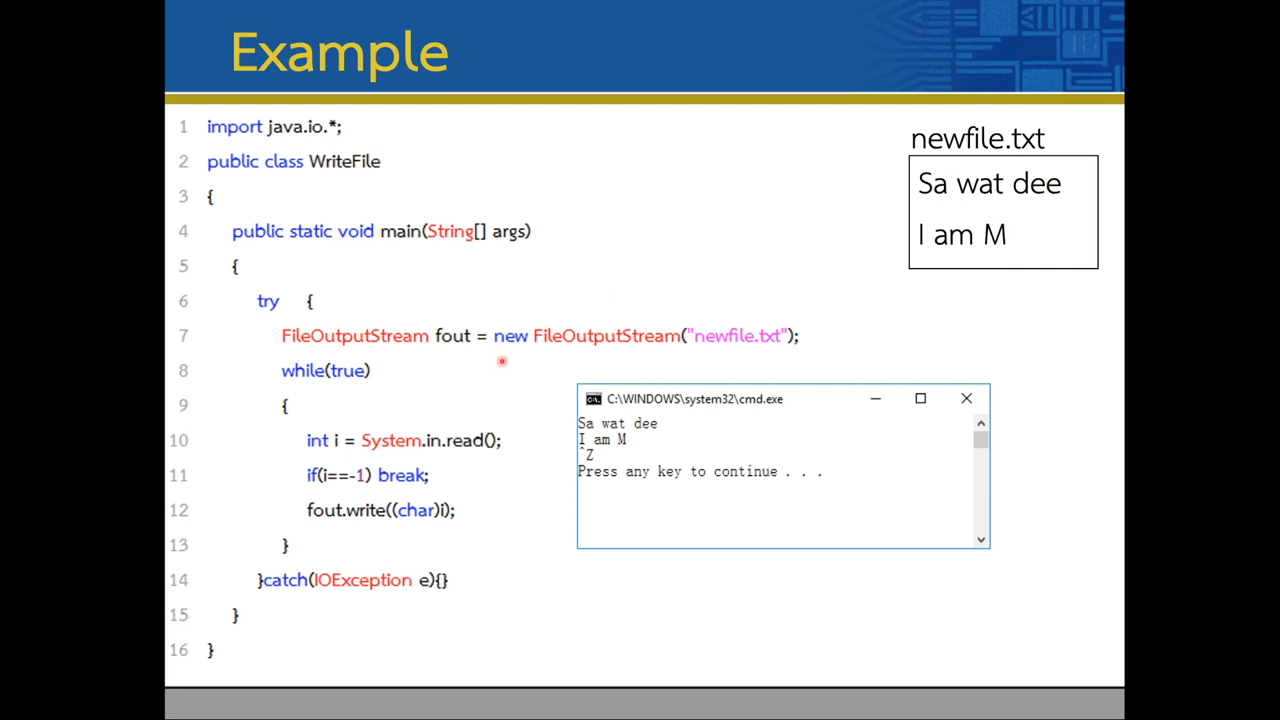 Example
1 import java.io.*;
2 public class WriteFile
3 {
4 public static void main(String[] args)
5 {
6 try {
7 FileOutputStream fout = new FileOutputStream("newfile.txt");
8 while(true)
9 {
10 int i = System.in.read();
11 if(i==-1) break;
12 fout.write((char)i);
13 }
14 }catch(IOException e){}
15 }
16 }
newfile.txt
Sa wat dee
I am M
C:\WINDOWS\system32\cmd.exe
Sa wat dee
I am M
^Z
Press any key to continue . . .